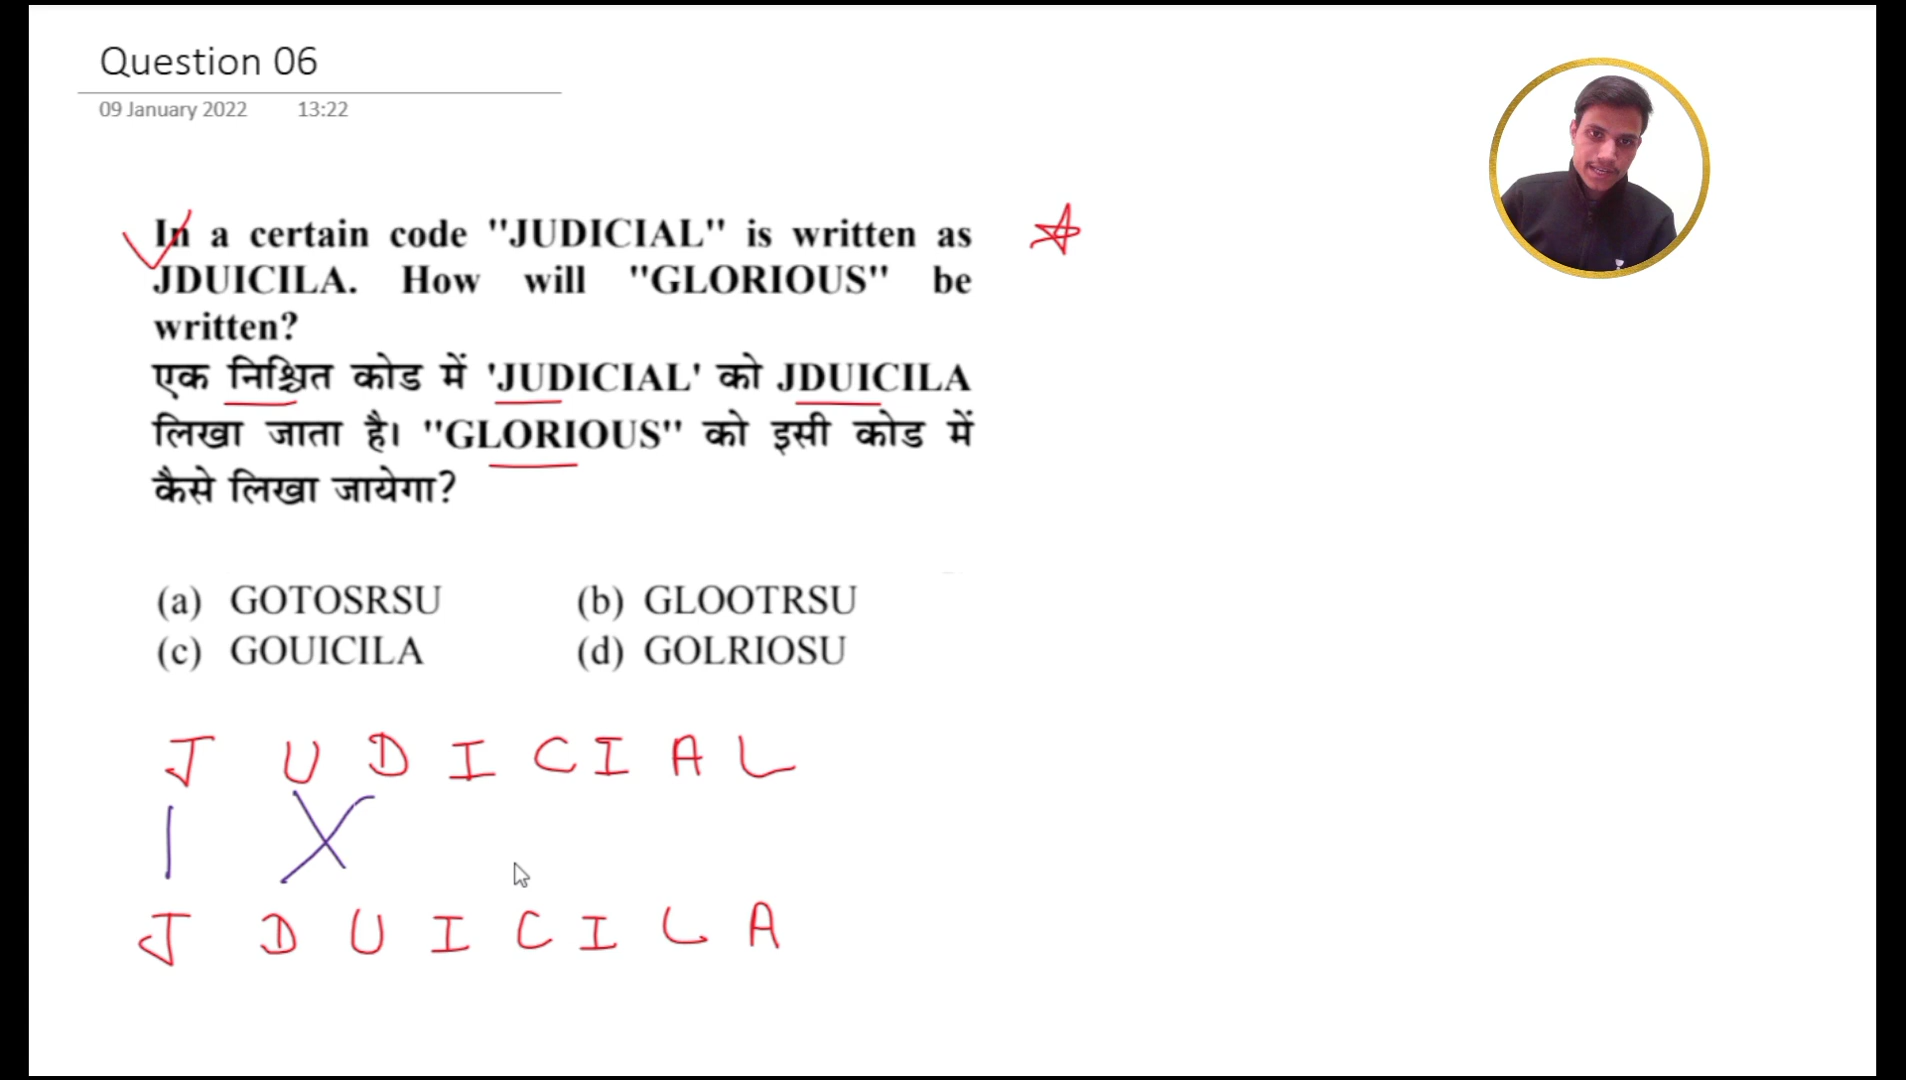 Question 06
09 January 2022 13:22
In a certain code "JUDICIAL" is written as
JDUICILA. How will "GLORIOUS" be
written?
एक निश्चित कोड में 'JUDICIAL' को JDUICILA
लिखा जाता है। "GLORIOUS" को इसी कोड में
कैसे लिखा जायेगा?
(a) GOTOSRSU (b) GLOOTRSU
(c) GOUICILA (d) GOLRIOSU
J U D I C I A L
J D U I C I L A